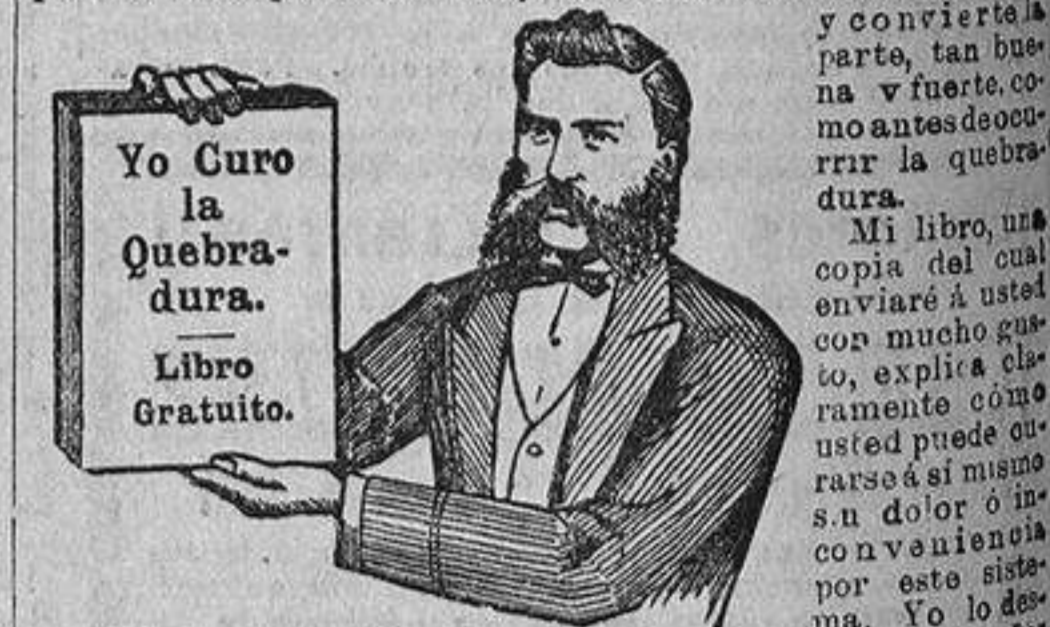 Yo Curo
la
Quebra-
dura.
Libro
Gratuito.
y convierte la
parte, tan bue-
na y fuerte, co-
mo antes de ocu-
rrir la quebra-
dura.
Mi libro, una
copia del cual
enviaré á usted
con mucho gus-
to, explica cla-
ramente cómo
usted puede cu-
rarse á sí mismo
s.n dolor ó in-
conveniencia
por este siste-
ma. Yo lo des-